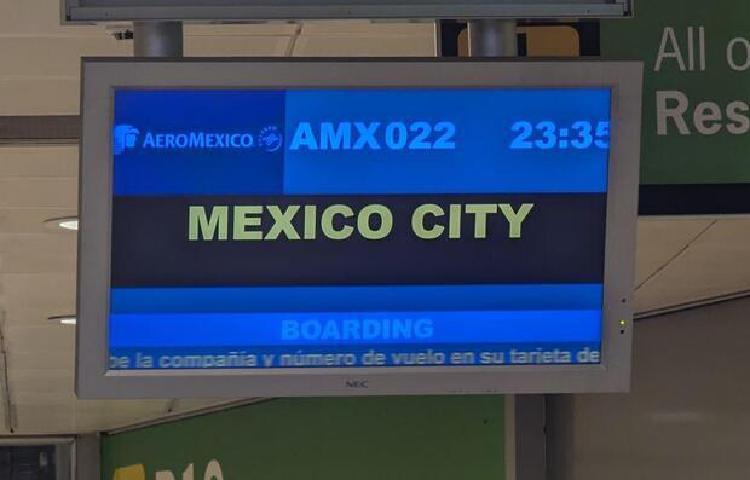 All o
Res
AEROMEXICO AMX022 23:35
MEXICO CITY
BOARDING
be la compañía y número de vuelo en su tarjeta de
NEC